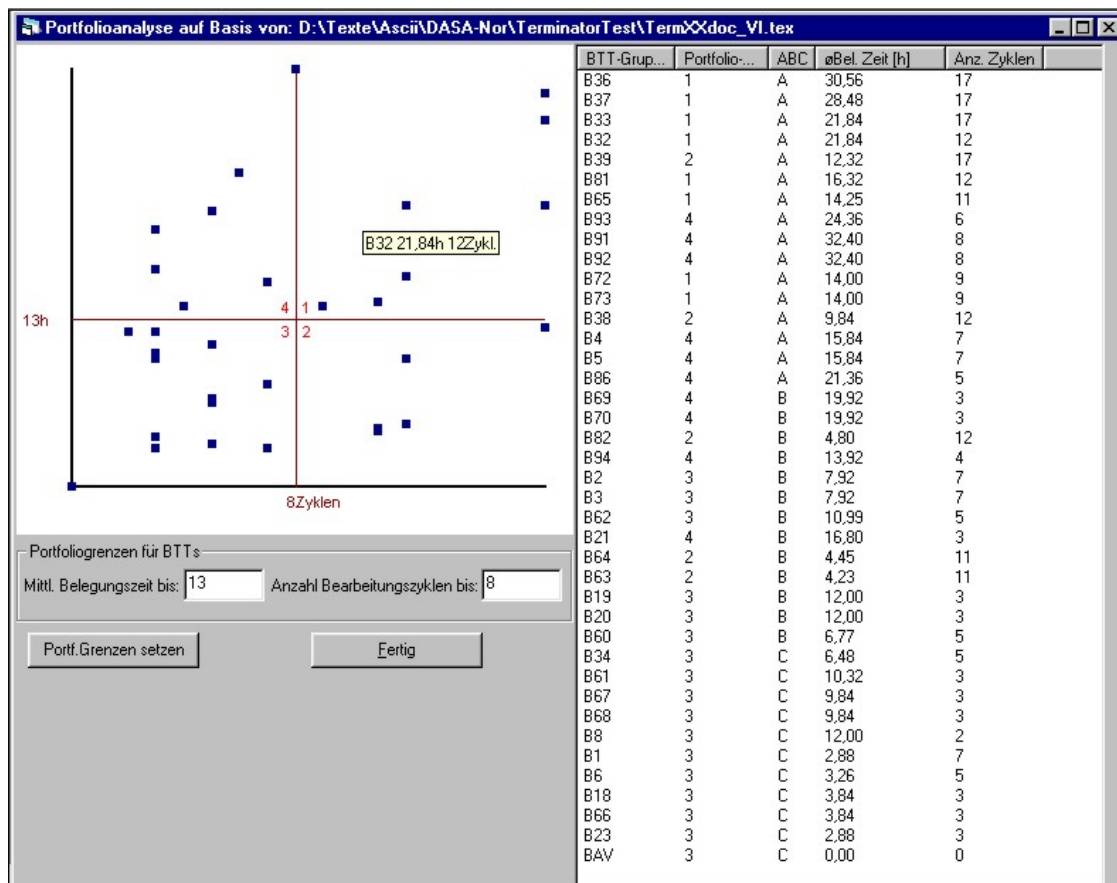 Portfolioanalyse auf Basis von: D:\Texte\Ascii\DASA-Nor\TerminatorTest\TermXXdoc_VI.tex
B32 21,84h 12Zykl.
4 1
13h
3 2
8Zyklen
Portfoliogrenzen für BTTs
Mittl. Belegungszeit bis: 13 Anzahl Bearbeitungszyklen bis: 8
Portf.Grenzen setzen Fertig
BTT-Grup... Portfolio-... ABC øBel. Zeit [h] Anz. Zyklen
B36 1 A 30,56 17
B37 1 A 28,48 17
B33 1 A 21,84 17
B32 1 A 21,84 12
B39 2 A 12,32 17
B81 1 A 16,32 12
B65 1 A 14,25 11
B93 4 A 24,36 6
B91 4 A 32,40 8
B92 4 A 32,40 8
B72 1 A 14,00 9
B73 1 A 14,00 9
B38 2 A 9,84 12
B4 4 A 15,84 7
B5 4 A 15,84 7
B86 4 A 21,36 5
B69 4 B 19,92 3
B70 4 B 19,92 3
B82 2 B 4,80 12
B94 4 B 13,92 4
B2 3 B 7,92 7
B3 3 B 7,92 7
B62 3 B 10,99 5
B21 4 B 16,80 3
B64 2 B 4,45 11
B63 2 B 4,23 11
B19 3 B 12,00 3
B20 3 B 12,00 3
B60 3 B 6,77 5
B34 3 C 6,48 5
B61 3 C 10,32 3
B67 3 C 9,84 3
B68 3 C 9,84 3
B8 3 C 12,00 2
B1 3 C 2,88 7
B6 3 C 3,26 5
B18 3 C 3,84 3
B66 3 C 3,84 3
B23 3 C 2,88 3
BAV 3 C 0,00 0